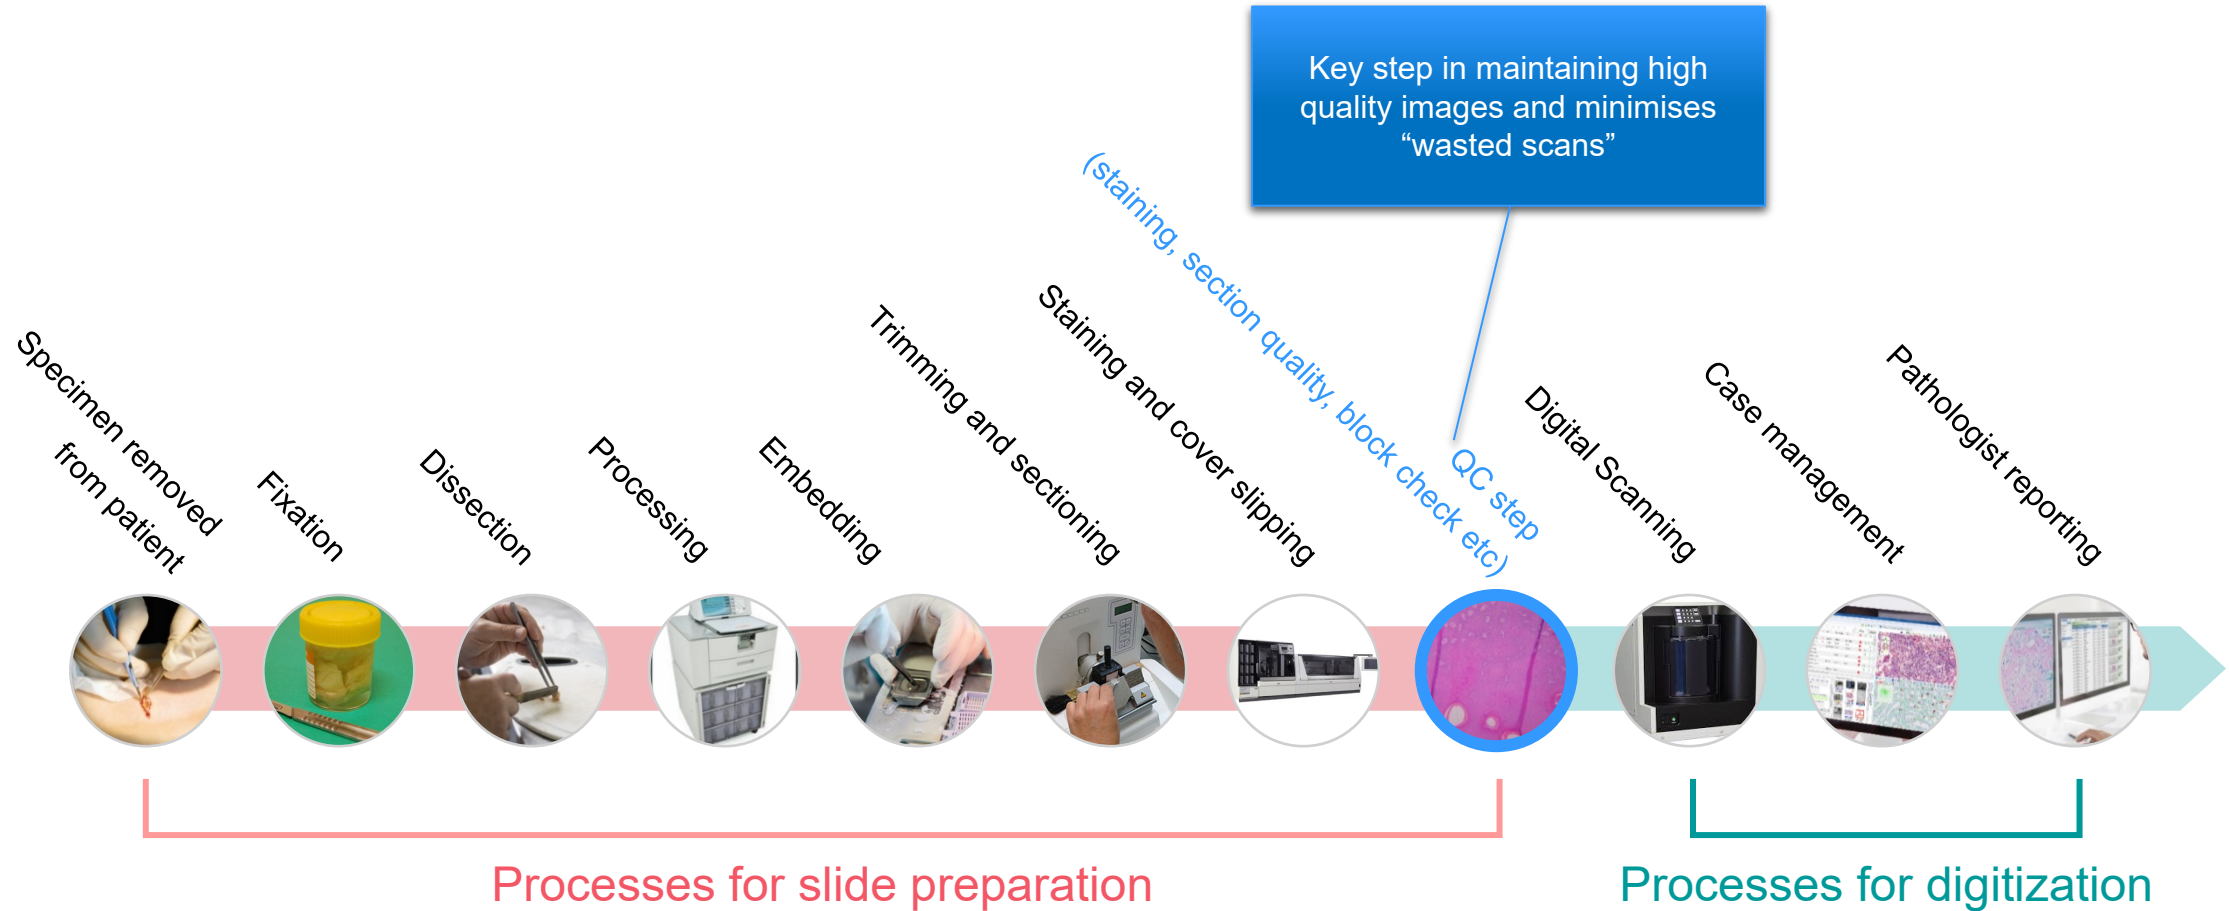 Key step in maintaining high
quality images and minimises
“wasted scans”
Specimen removed
from patient
Fixation
Dissection
Processing
Embedding
Trimming and sectioning
Staining and cover slipping
QC step
(staining, section quality, block check etc)
Digital Scanning
Case management
Pathologist reporting
Processes for slide preparation
Processes for digitization